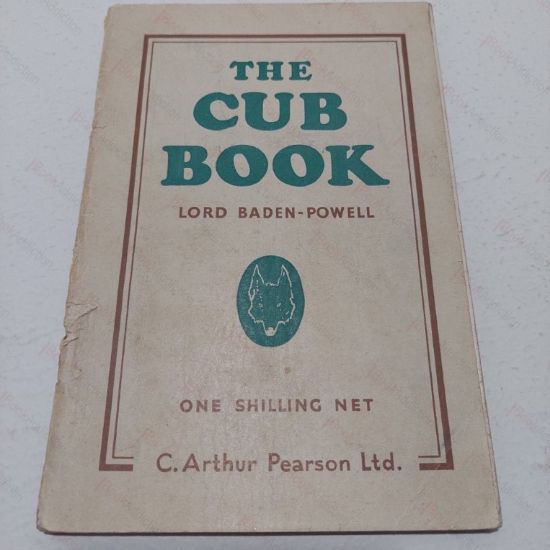 THE
CUB
BOOK
LORD BADEN-POWELL
ONE SHILLING NET
C. Arthur Pearson Ltd.